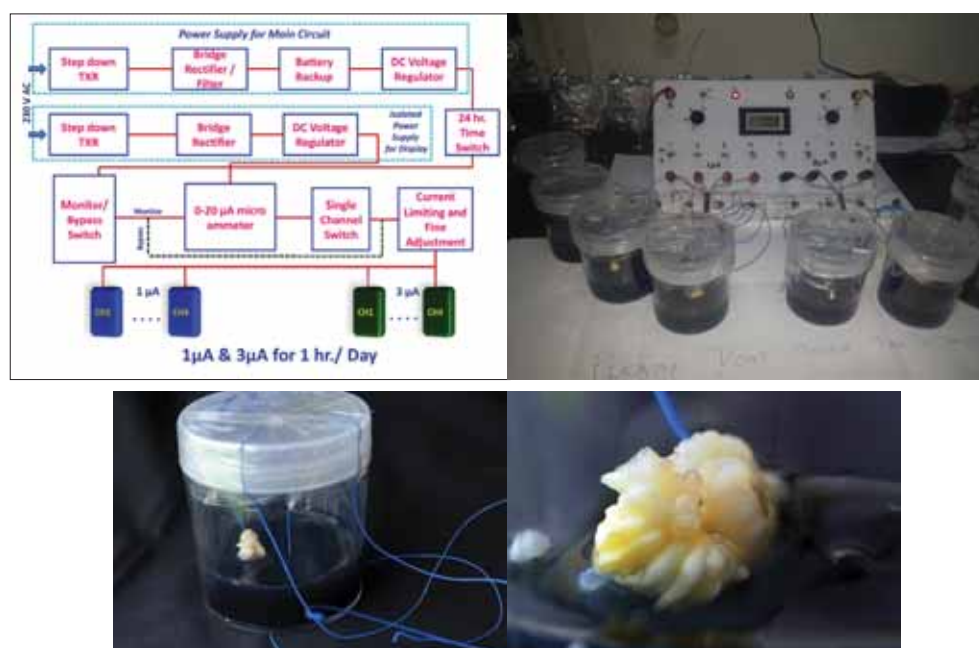 Power Supply for Main Circuit
230 V AC
Step down
TXR
Bridge
Rectifier /
Filter
Battery
Backup
DC Voltage
Regulator
Step down
TXR
Bridge
Rectifier
DC Voltage
Regulator
Isolated
Power
Supply
for Display
24 hr.
Time
Switch
Monitor/
Bypass
Switch
Monitor
Bypass
0-20 µA micro
ammeter
Single
Channel
Switch
Current
Limiting and
Fine
Adjustment
1 µA
3 µA
CH1
....
CH4
CH1
....
CH4
1µA & 3µA for 1 hr./ Day